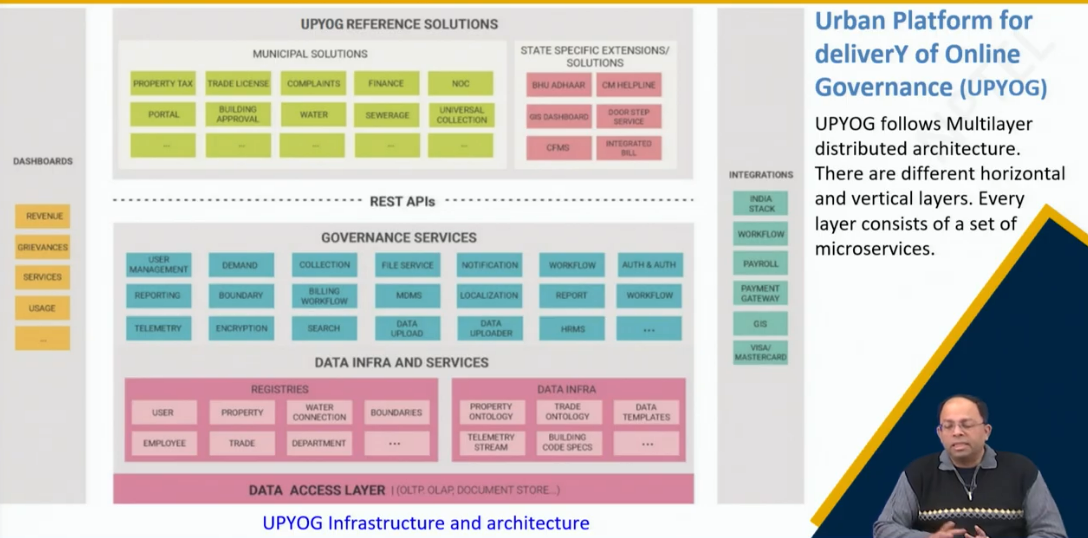 UPYOG REFERENCE SOLUTIONS
MUNICIPAL SOLUTIONS
PROPERTY TAX
TRADE LICENSE
COMPLAINTS
FINANCE
NOC
PORTAL
BUILDING
APPROVAL
WATER
SEWERAGE
UNIVERSAL
COLLECTION
...
...
...
...
...
STATE SPECIFIC EXTENSIONS/
SOLUTIONS
BHU ADHAAR
CM HELPLINE
GIS DASHBOARD
DOOR STEP
SERVICE
CFMS
INTEGRATED
BILL
DASHBOARDS
REVENUE
GRIEVANCES
SERVICES
USAGE
...
REST APIs
GOVERNANCE SERVICES
USER
MANAGEMENT
DEMAND
COLLECTION
FILE SERVICE
NOTIFICATION
WORKFLOW
AUTH & AUTH
REPORTING
BOUNDARY
BILLING
WORKFLOW
MDMS
LOCALIZATION
REPORT
WORKFLOW
TELEMETRY
ENCRYPTION
SEARCH
DATA
UPLOAD
DATA
UPLOADER
HRMS
...
DATA INFRA AND SERVICES
REGISTRIES
USER
PROPERTY
WATER
CONNECTION
BOUNDARIES
EMPLOYEE
TRADE
DEPARTMENT
...
DATA INFRA
PROPERTY
ONTOLOGY
TRADE
ONTOLOGY
DATA
TEMPLATES
TELEMETRY
STREAM
BUILDING
CODE SPECS
...
DATA ACCESS LAYER | (OLTP, OLAP, DOCUMENT STORE...)
INTEGRATIONS
INDIA
STACK
WORKFLOW
PAYROLL
PAYMENT
GATEWAY
GIS
VISA/
MASTERCARD
UPYOG Infrastructure and architecture
Urban Platform for
deliverY of Online
Governance (UPYOG)
UPYOG follows Multilayer
distributed architecture.
There are different horizontal
and vertical layers. Every
layer consists of a set of
microservices.